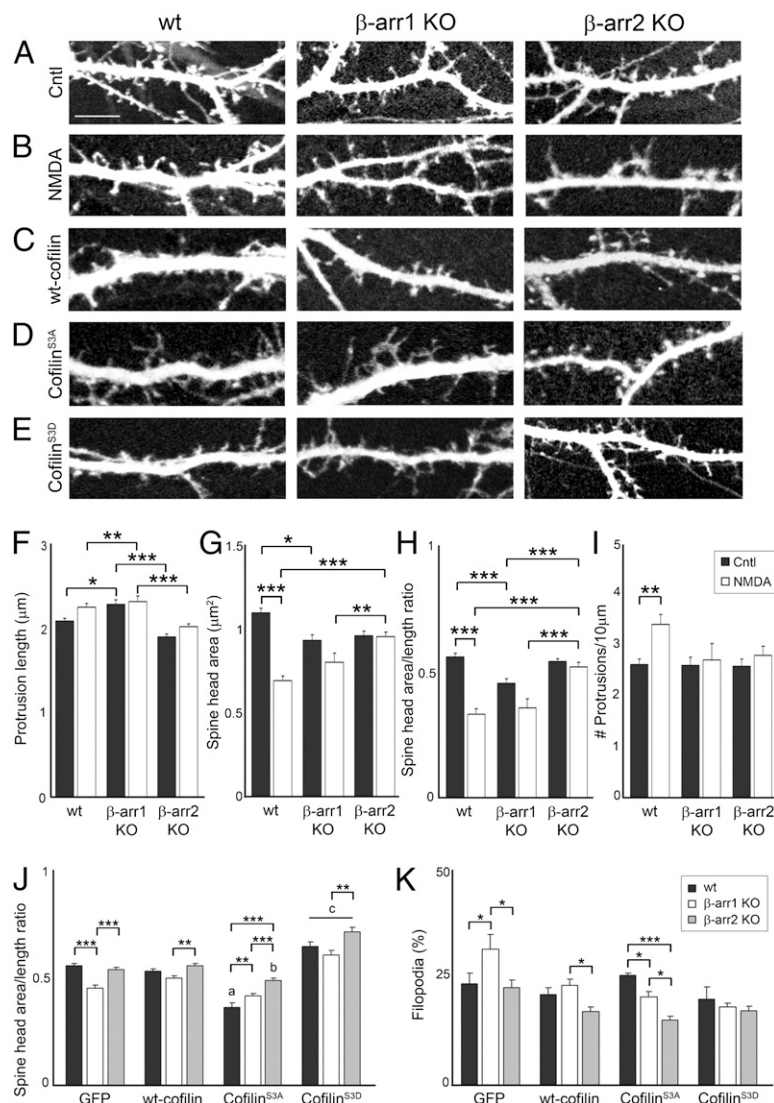 wt β-arr1 KO β-arr2 KO
A Cntl
B NMDA
C wt-cofilin
D Cofilin^S3A
E Cofilin^S3D
F
Protrusion length (μm)
3
2
1
0
** 
***
* ***
wt β-arr1 KO β-arr2 KO
G
Spine head area (μm²)
1.5
1
0.5
0
*
***
***
**
wt β-arr1 KO β-arr2 KO
H
Spine head area/length ratio
1
0.5
0
***
*** ***
***
*** ***
wt β-arr1 KO β-arr2 KO
I
Cntl
NMDA
# Protrusions/10μm
5
4
3
2
1
0
**
wt β-arr1 KO β-arr2 KO
J
Spine head area/length ratio
1
0.5
0
*** ***
**
***
** ***
a b
**
c
GFP wt-cofilin Cofilin^S3A Cofilin^S3D
K
wt
β-arr1 KO
β-arr2 KO
Filopodia (%)
50
25
0
* *
*
***
* *
GFP wt-cofilin Cofilin^S3A Cofilin^S3D